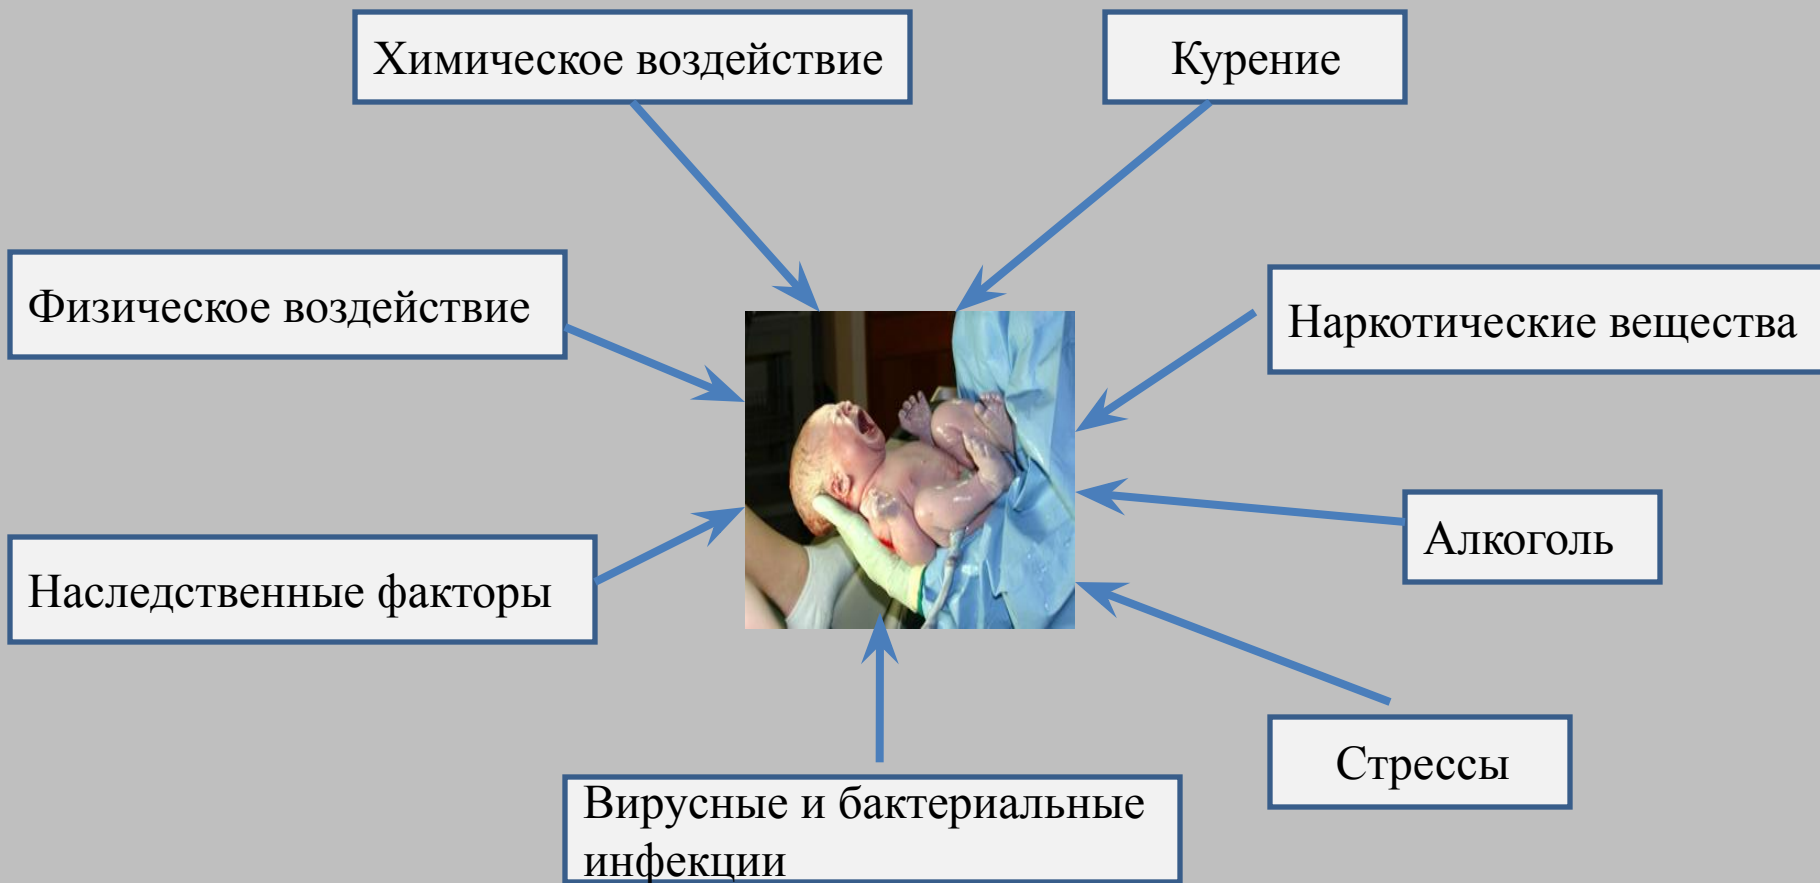 Химическое воздействие
Курение
Физическое воздействие
Наркотические вещества
Наследственные факторы
Алкоголь
Стрессы
Вирусные и бактериальные
инфекции